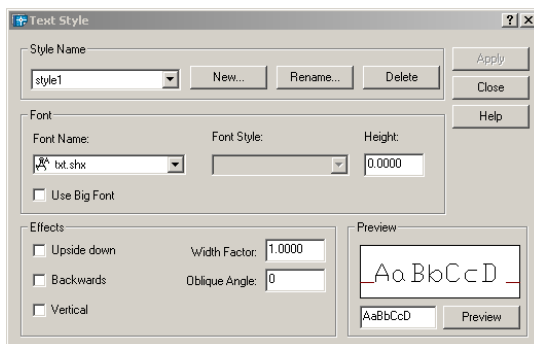 Text Style
Style Name
style1
New...
Rename...
Delete
Apply
Close
Help
Font
Font Name:
Font Style:
Height:
txt.shx
0.0000
Use Big Font
Effects
Upside down
Width Factor: 1.0000
Backwards
Oblique Angle: 0
Vertical
Preview
AaBbCcD
AaBbCcD
Preview